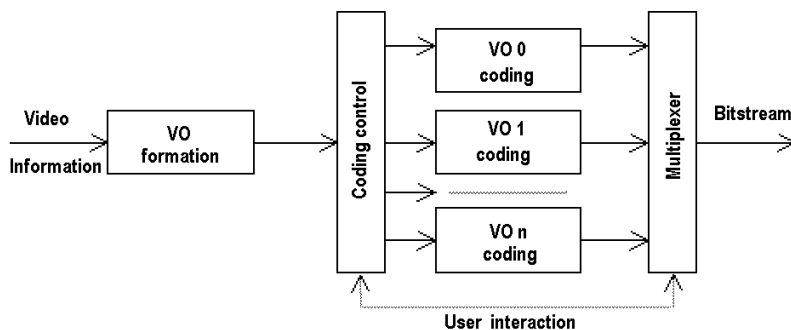 Video
Information
VO
formation
Coding control
VO 0
coding
VO 1
coding
VO n
coding
Multiplexer
Bitstream
User interaction